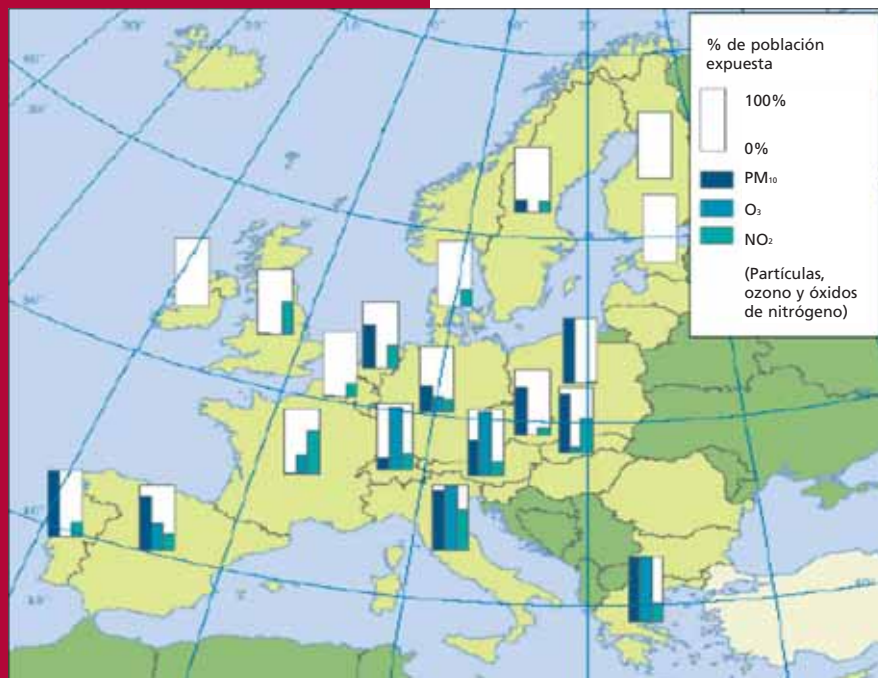 % de población
expuesta
100%
0%
PM₁₀
O₃
NO₂
(Partículas,
ozono y óxidos
de nitrógeno)